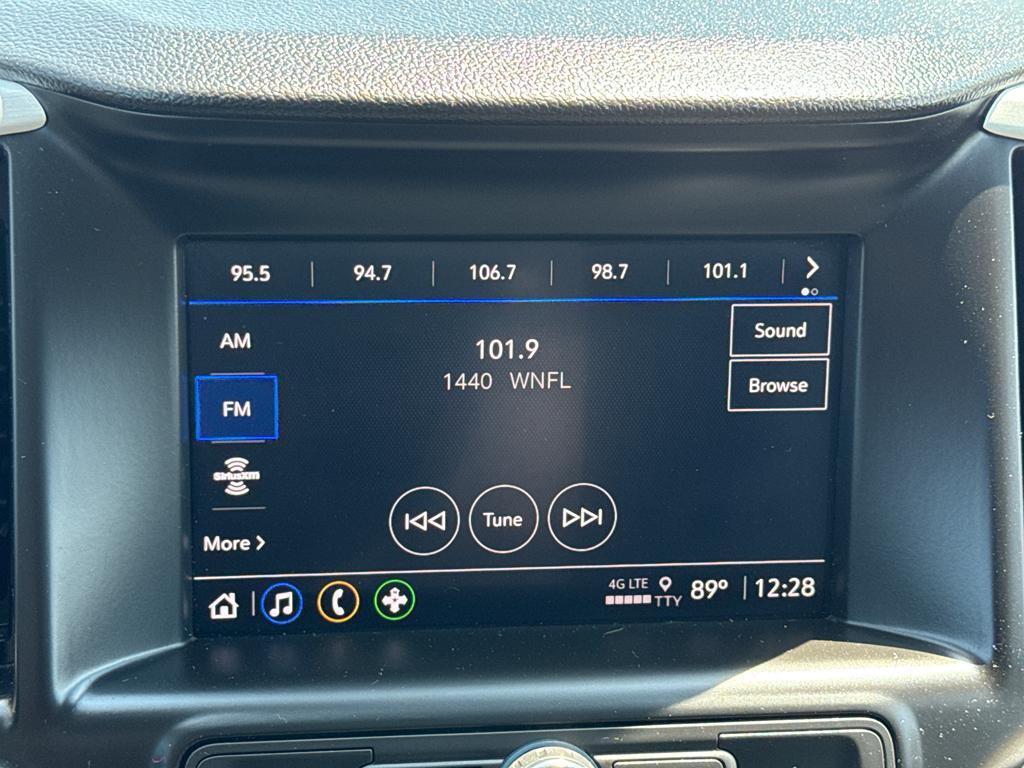 95.5 94.7 106.7 98.7 101.1
AM
FM
SiriusXM
More
101.9
1440 WNFL
Sound
Browse
Tune
4G LTE
TTY
89°
12:28